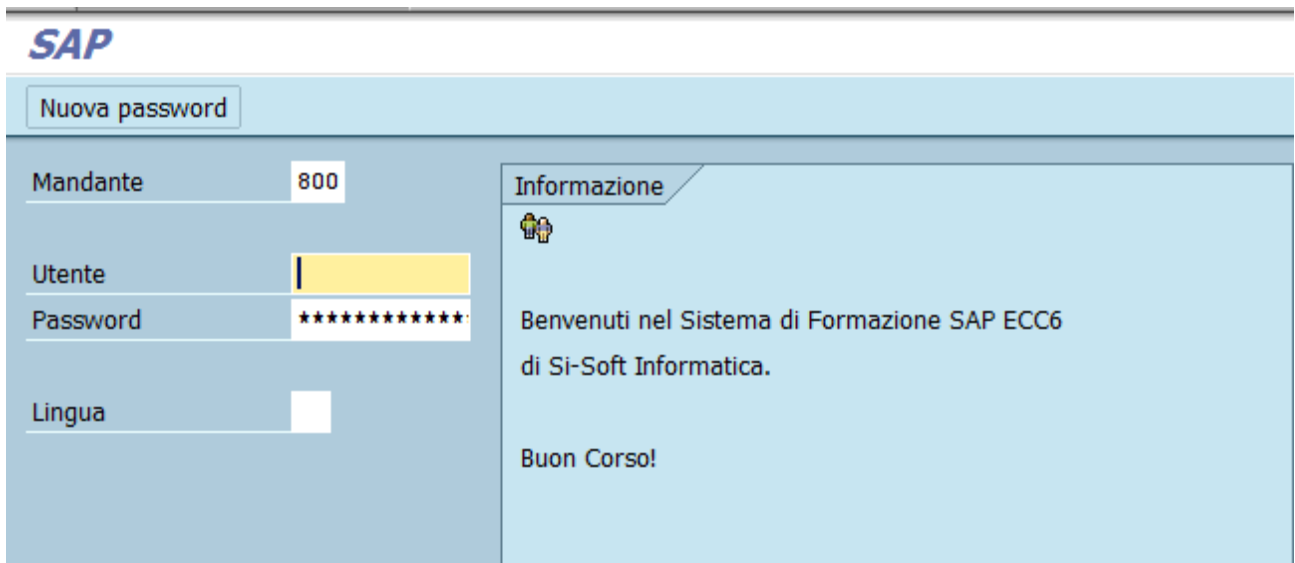 SAP
Nuova password
Mandante 800
Informazione
Utente
Password ************
Benvenuti nel Sistema di Formazione SAP ECC6
di Si-Soft Informatica.
Lingua
Buon Corso!